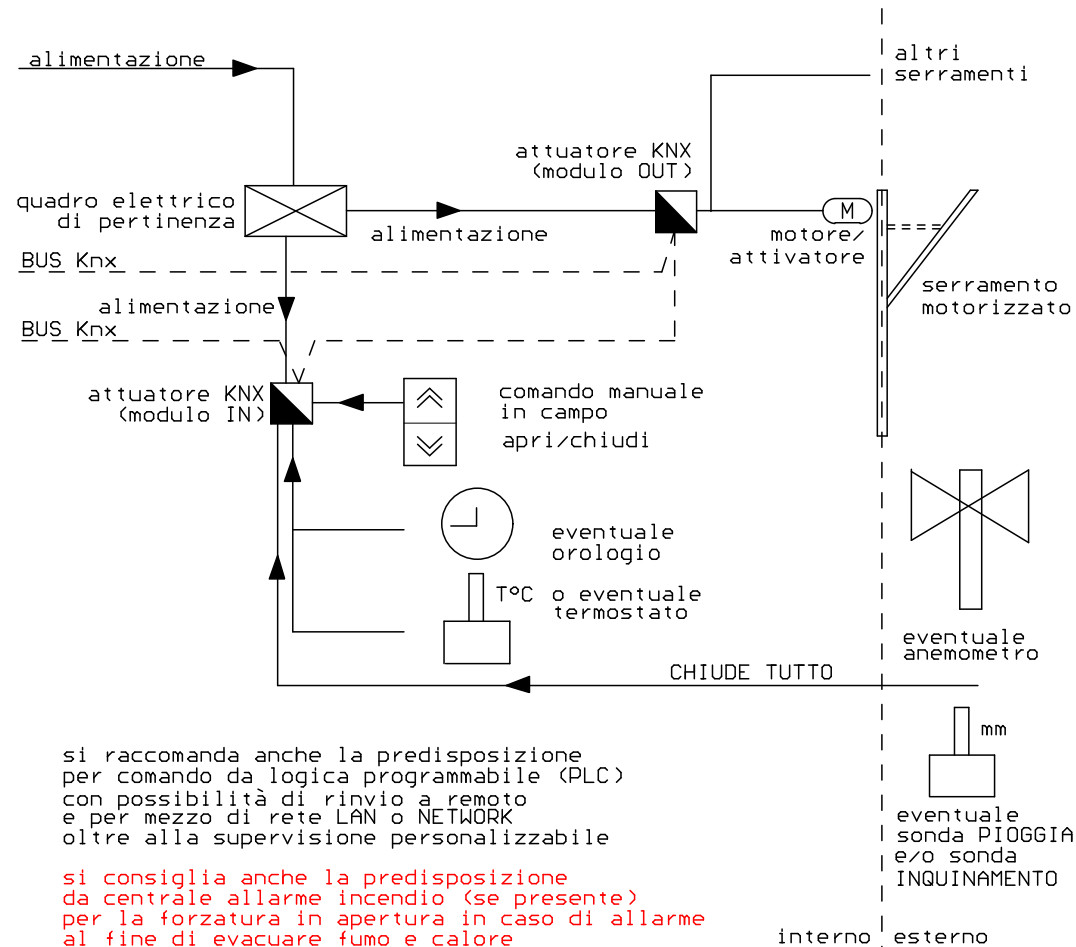 alimentazione
altri
serramenti
attuatore KNX
(modulo OUT)
quadro elettrico
di pertinenza
M
alimentazione
motore/
attivatore
BUS Knx
serramento
motorizzato
alimentazione
BUS Knx
attuatore KNX
(modulo IN)
comando manuale
in campo
apri/chiudi
eventuale
orologio
T°C o eventuale
termostato
eventuale
anemometro
CHIUDE TUTTO
mm
si raccomanda anche la predisposizione
per comando da logica programmabile (PLC)
con possibilità di rinvio a remoto
e per mezzo di rete LAN o NETWORK
oltre alla supervisione personalizzabile
eventuale
sonda PIOGGIA
e/o sonda
INQUINAMENTO
si consiglia anche la predisposizione
da centrale allarme incendio (se presente)
per la forzatura in apertura in caso di allarme
al fine di evacuare fumo e calore
interno esterno